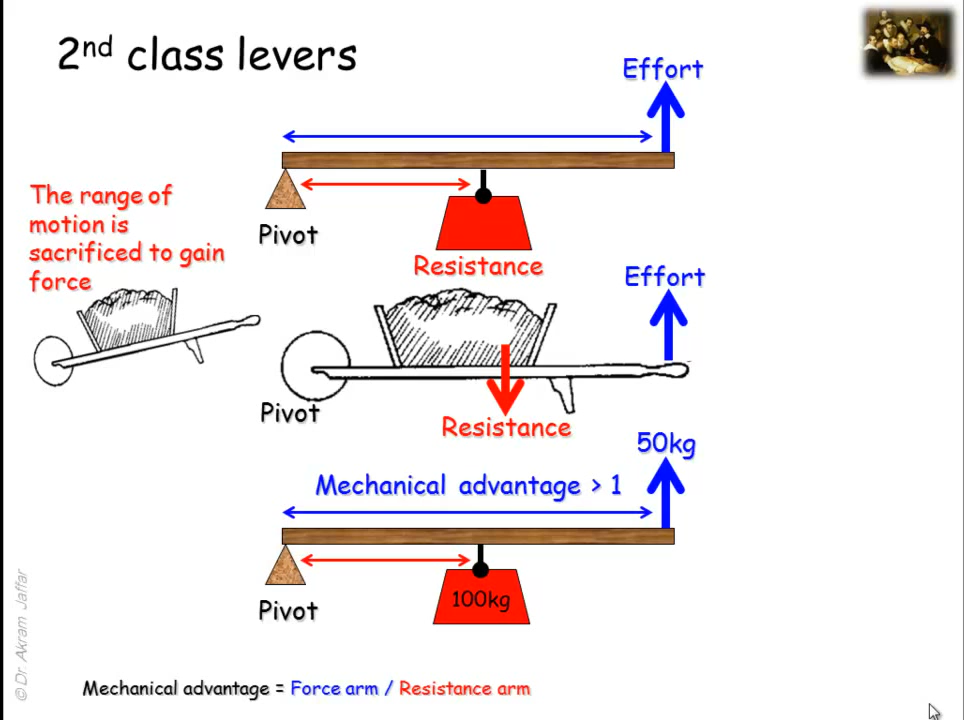 2nd class levers
Effort
The range of
motion is
sacrificed to gain
force
Pivot
Resistance
Effort
Pivot
Resistance
50kg
Mechanical advantage > 1
100kg
Pivot
© Dr. Akram Jaffar
Mechanical advantage = Force arm / Resistance arm